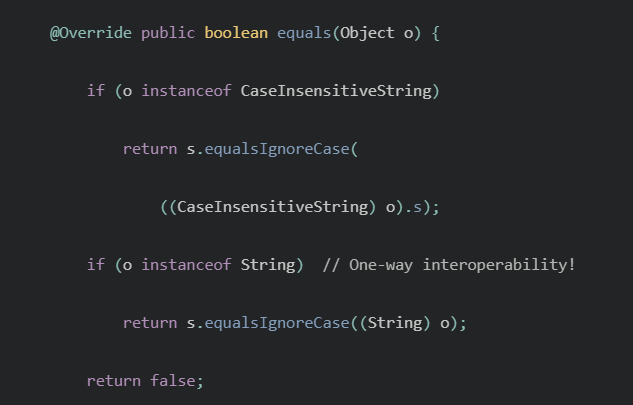 @Override public boolean equals(Object o) {
if (o instanceof CaseInsensitiveString)
return s.equalsIgnoreCase(
((CaseInsensitiveString) o).s);
if (o instanceof String)  // One-way interoperability!
return s.equalsIgnoreCase((String) o);
return false;